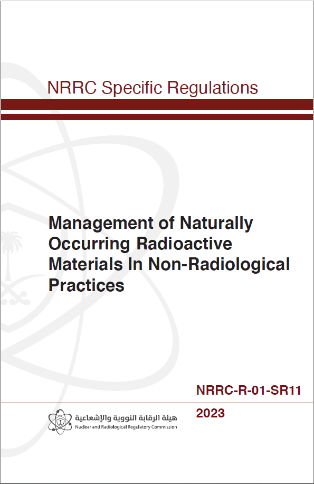 NRRC Specific Regulations
Management of Naturally
Occurring Radioactive
Materials In Non-Radiological
Practices
NRRC-R-01-SR11
2023
هيئة الرقابة النووية والإشعاعية
Nuclear and Radiological Regulatory Commission